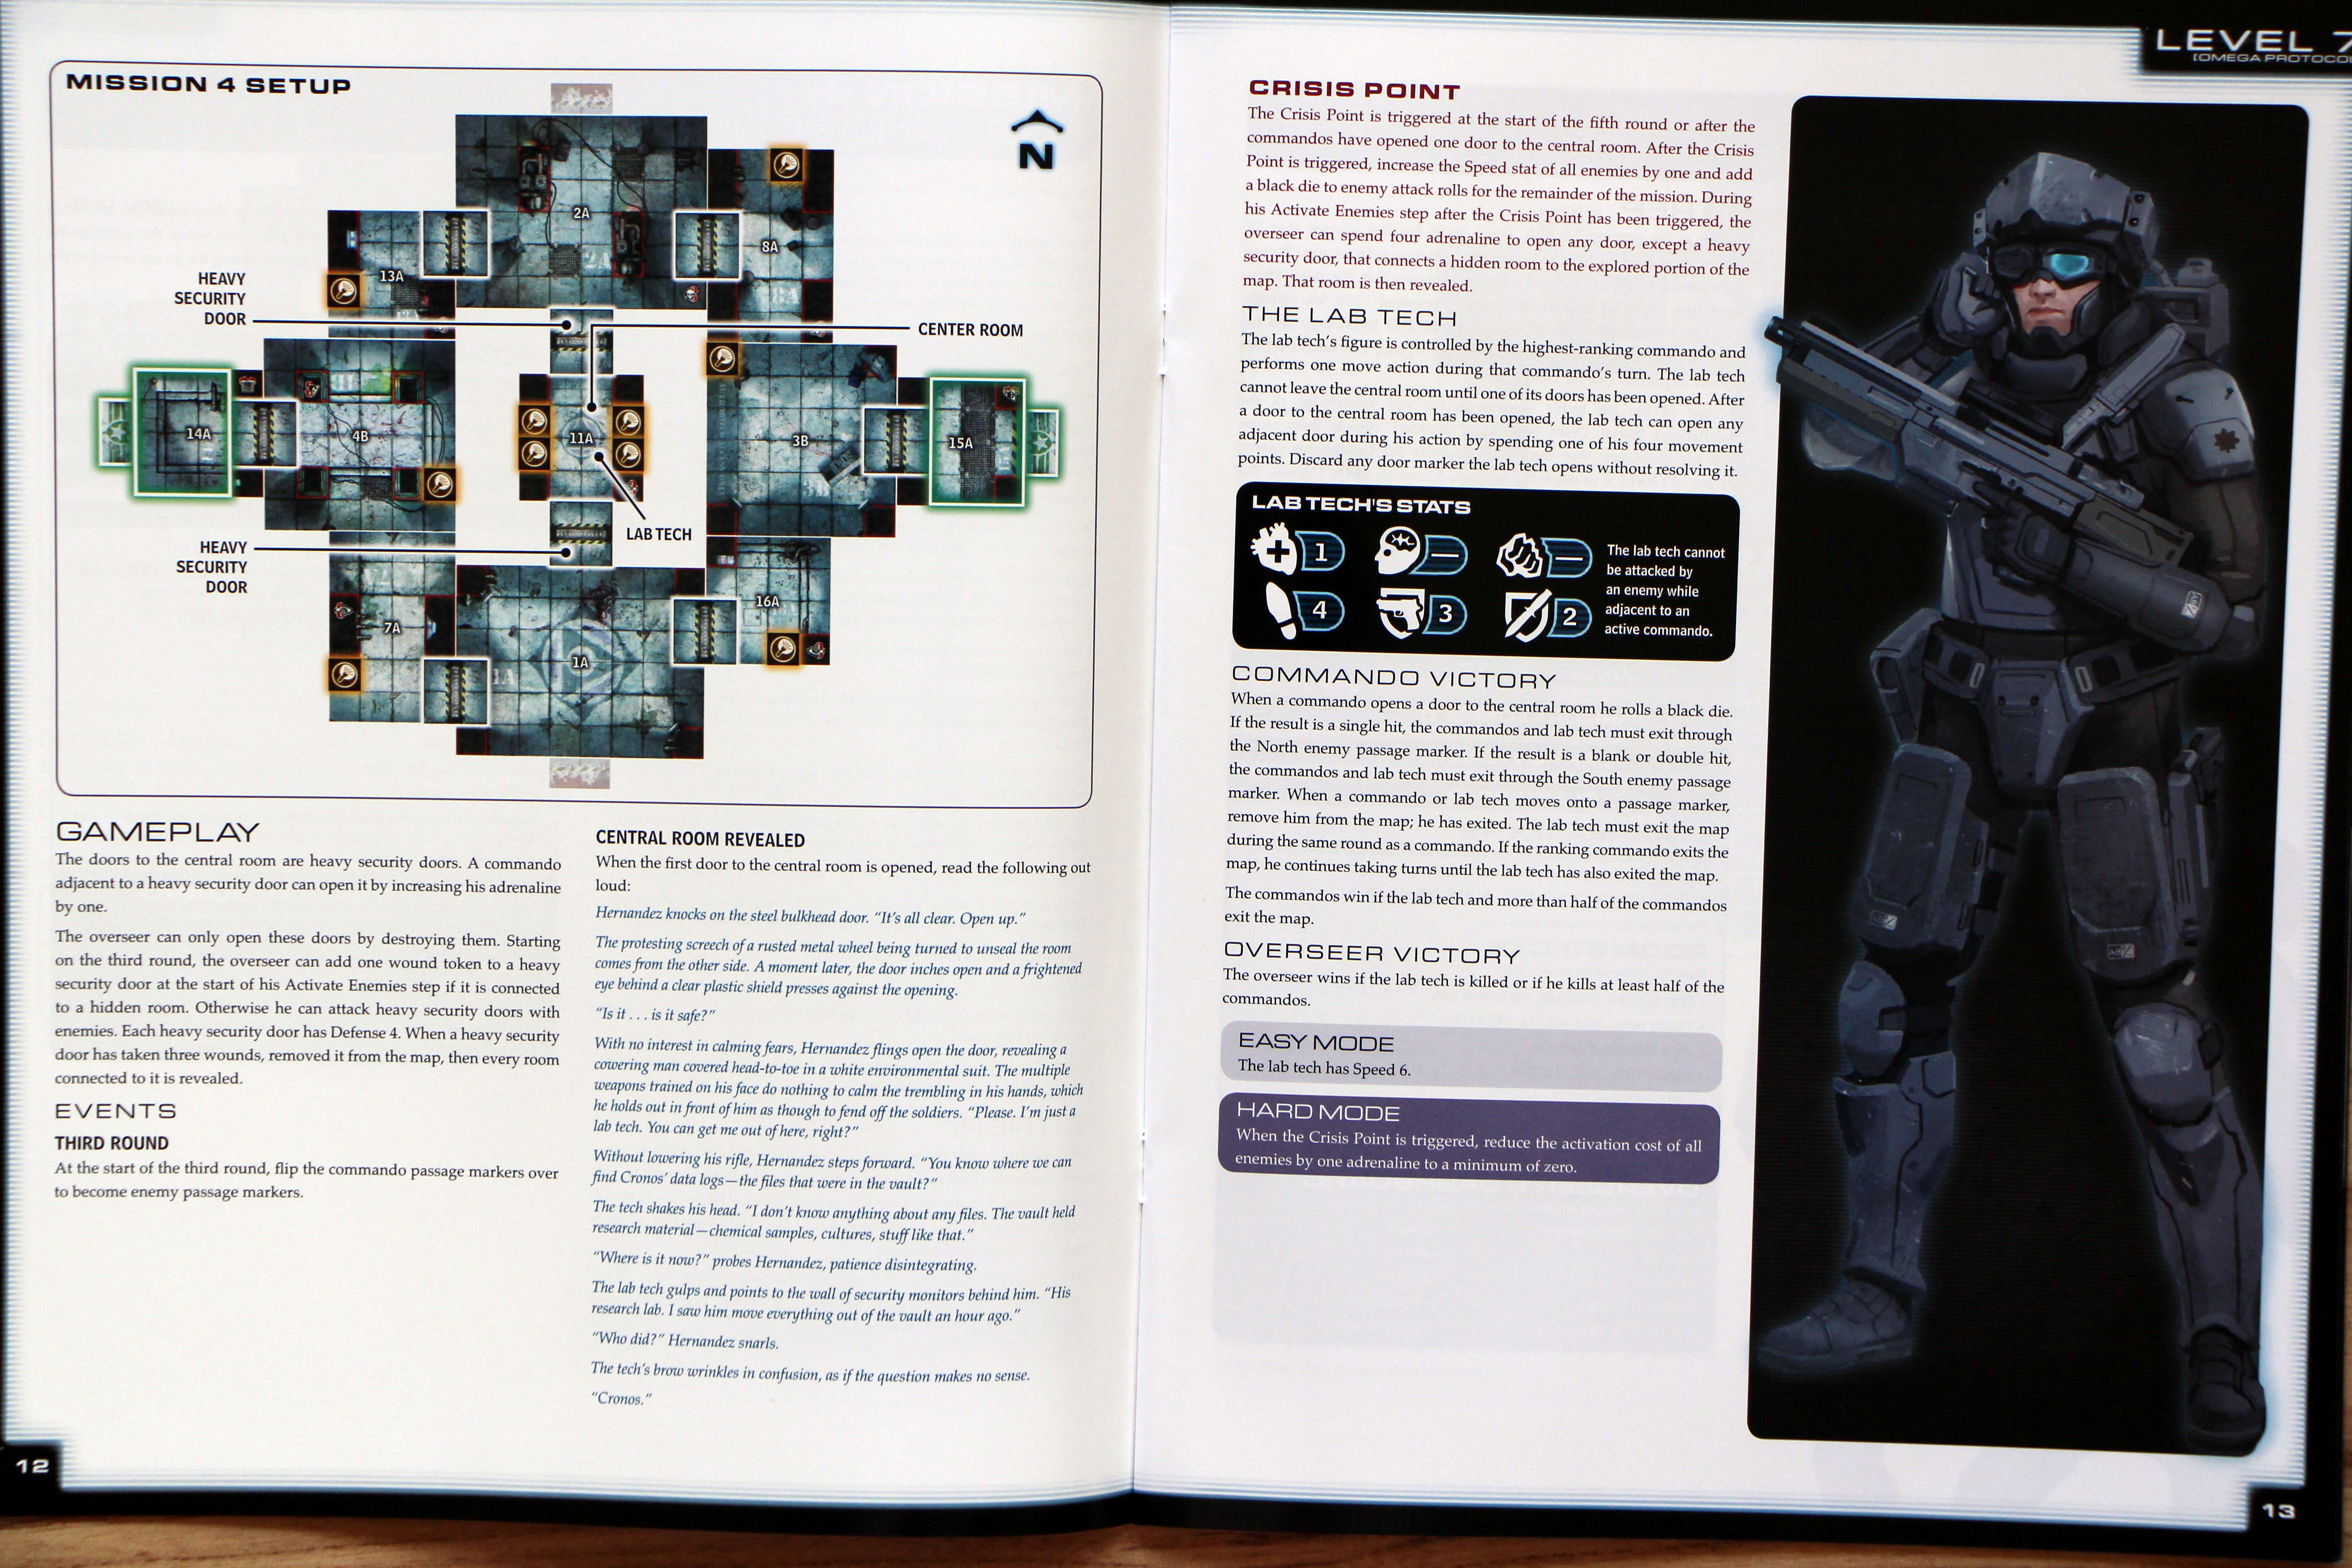 MISSION 4 SETUP
N
2A
8A
13A
HEAVY
SECURITY
DOOR
CENTER ROOM
14A
4B
11A
3B
15A
LAB TECH
HEAVY
SECURITY
DOOR
16A
7A
1A
GAMEPLAY
The doors to the central room are heavy security doors. A commando
adjacent to a heavy security door can open it by increasing his adrenaline
by one.
The overseer can only open these doors by destroying them. Starting
on the third round, the overseer can add one wound token to a heavy
security door at the start of his Activate Enemies step if it is connected
to a hidden room. Otherwise he can attack heavy security doors with
enemies. Each heavy security door has Defense 4. When a heavy security
door has taken three wounds, removed it from the map, then every room
connected to it is revealed.
EVENTS
THIRD ROUND
At the start of the third round, flip the commando passage markers over
to become enemy passage markers.
CENTRAL ROOM REVEALED
When the first door to the central room is opened, read the following out
loud:
Hernandez knocks on the steel bulkhead door. “It’s all clear. Open up.”
The protesting screech of a rusted metal wheel being turned to unseal the room
comes from the other side. A moment later, the door inches open and a frightened
eye behind a clear plastic shield presses against the opening.
“Is it . . . is it safe?”
With no interest in calming fears, Hernandez flings open the door, revealing a
cowering man covered head-to-toe in a white environmental suit. The multiple
weapons trained on his face do nothing to calm the trembling in his hands, which
he holds out in front of him as though to fend off the soldiers. “Please. I’m just a
lab tech. You can get me out of here, right?”
Without lowering his rifle, Hernandez steps forward. “You know where we can
find Cronos’ data logs—the files that were in the vault?”
The tech shakes his head. “I don’t know anything about any files. The vault held
research material—chemical samples, cultures, stuff like that.”
“Where is it now?” probes Hernandez, patience disintegrating.
The lab tech gulps and points to the wall of security monitors behind him. “His
research lab. I saw him move everything out of the vault an hour ago.”
“Who did?” Hernandez snarls.
The tech’s brow wrinkles in confusion, as if the question makes no sense.
“Cronos.”
12
LEVEL 7
[OMEGA PROTOCOL
CRISIS POINT
The Crisis Point is triggered at the start of the fifth round or after the
commandos have opened one door to the central room. After the Crisis
Point is triggered, increase the Speed stat of all enemies by one and add
a black die to enemy attack rolls for the remainder of the mission. During
his Activate Enemies step after the Crisis Point has been triggered, the
overseer can spend four adrenaline to open any door, except a heavy
security door, that connects a hidden room to the explored portion of the
map. That room is then revealed.
THE LAB TECH
The lab tech’s figure is controlled by the highest-ranking commando and
performs one move action during that commando’s turn. The lab tech
cannot leave the central room until one of its doors has been opened. After
a door to the central room has been opened, the lab tech can open any
adjacent door during his action by spending one of his four movement
points. Discard any door marker the lab tech opens without resolving it.
LAB TECH’S STATS
1 — —
4 3 2
The lab tech cannot
be attacked by
an enemy while
adjacent to an
active commando.
COMMANDO VICTORY
When a commando opens a door to the central room he rolls a black die.
If the result is a single hit, the commandos and lab tech must exit through
the North enemy passage marker. If the result is a blank or double hit,
the commandos and lab tech must exit through the South enemy passage
marker. When a commando or lab tech moves onto a passage marker,
remove him from the map; he has exited. The lab tech must exit the map
during the same round as a commando. If the ranking commando exits the
map, he continues taking turns until the lab tech has also exited the map.
The commandos win if the lab tech and more than half of the commandos
exit the map.
OVERSEER VICTORY
The overseer wins if the lab tech is killed or if he kills at least half of the
commandos.
EASY MODE
The lab tech has Speed 6.
HARD MODE
When the Crisis Point is triggered, reduce the activation cost of all
enemies by one adrenaline to a minimum of zero.
13